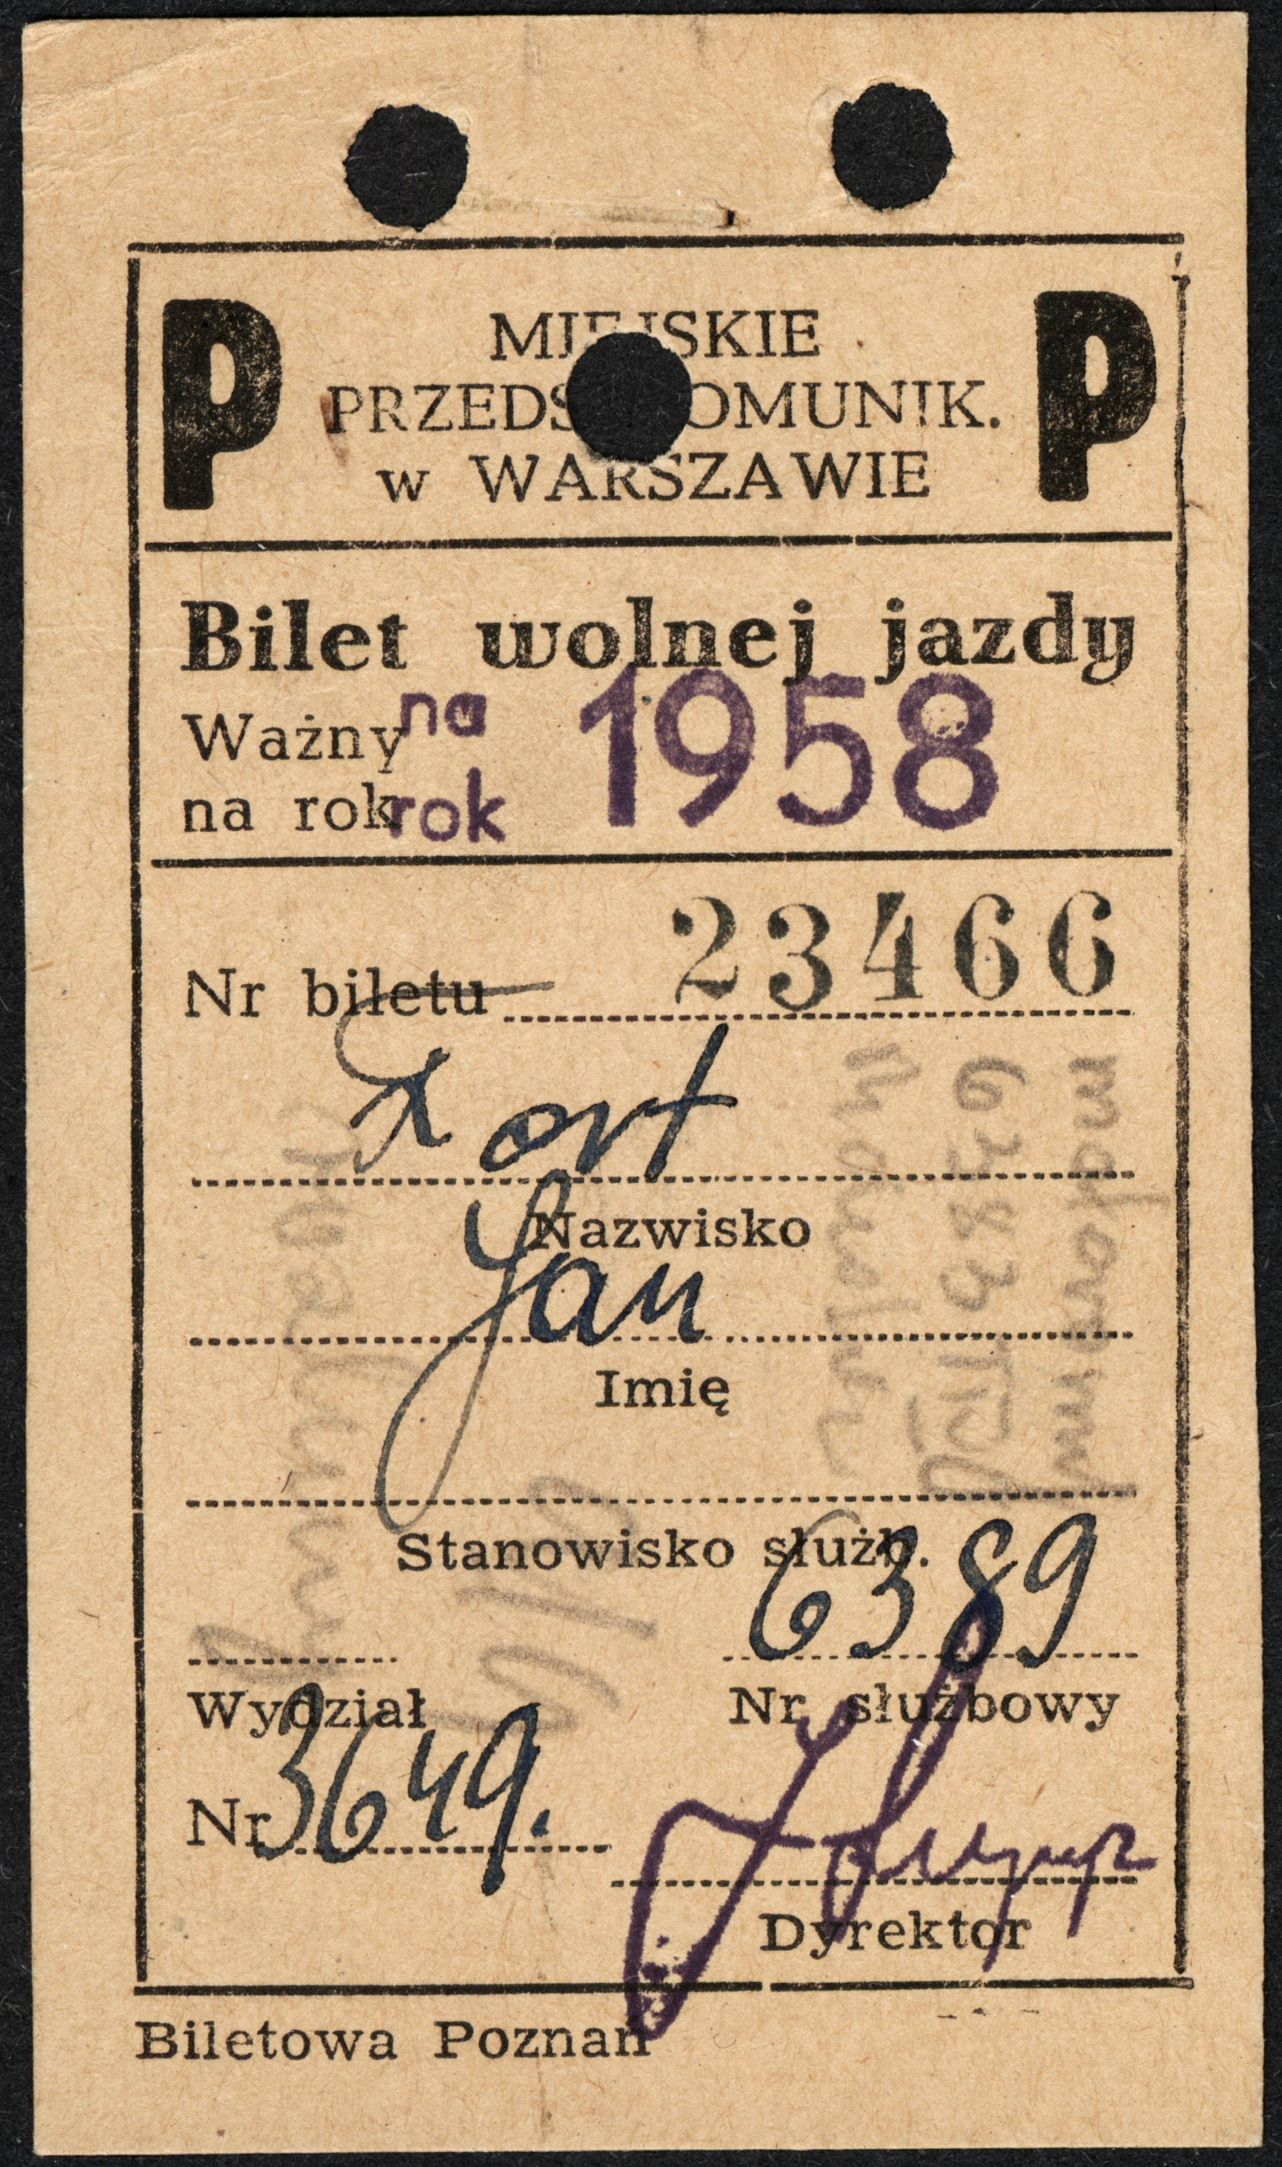 P MIEJSKIE P
PRZEDS. KOMUNIK.
w WARSZAWIE
Bilet wolnej jazdy
Ważny na 1958
na rok rok
Nr biletu 23466
Kort
Nazwisko
Jan
Imię
Stanowisko służb.
6389
Wydział Nr służbowy
Nr 3649.
Dyrektor
Biletowa Poznań